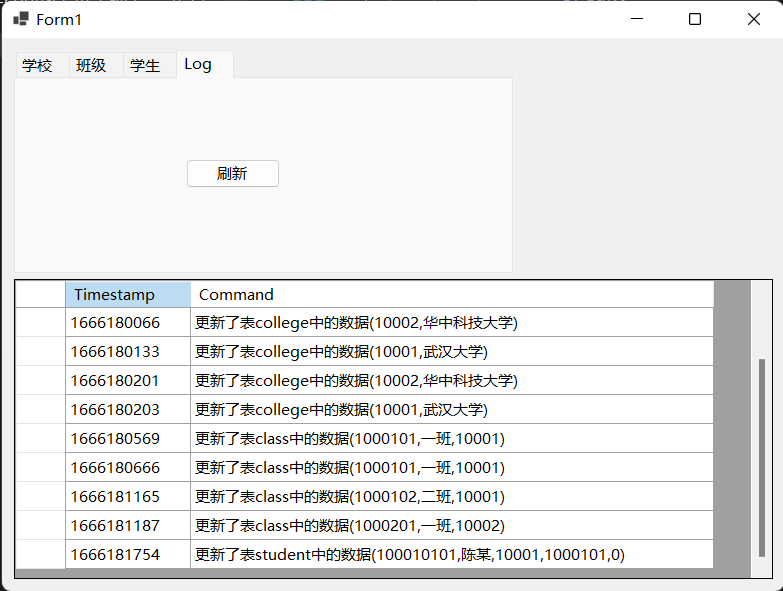 Form1
学校 班级 学生 Log
刷新
Timestamp Command
1666180066 更新了表college中的数据(10002,华中科技大学)
1666180133 更新了表college中的数据(10001,武汉大学)
1666180201 更新了表college中的数据(10002,华中科技大学)
1666180203 更新了表college中的数据(10001,武汉大学)
1666180569 更新了表class中的数据(1000101,一班,10001)
1666180666 更新了表class中的数据(1000101,一班,10001)
1666181165 更新了表class中的数据(1000102,二班,10001)
1666181187 更新了表class中的数据(1000201,一班,10002)
1666181754 更新了表student中的数据(100010101,陈某,10001,1000101,0)